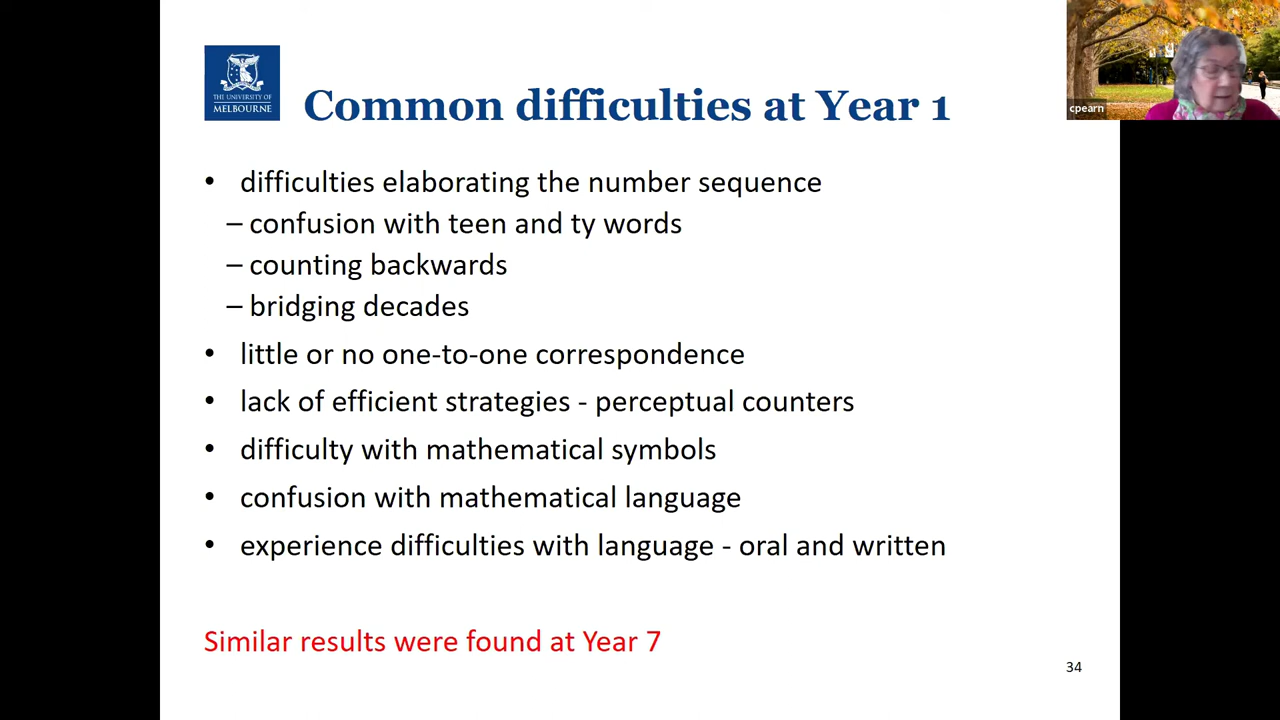 THE UNIVERSITY OF
MELBOURNE
Common difficulties at Year 1
cpearn
• difficulties elaborating the number sequence
– confusion with teen and ty words
– counting backwards
– bridging decades
• little or no one-to-one correspondence
• lack of efficient strategies - perceptual counters
• difficulty with mathematical symbols
• confusion with mathematical language
• experience difficulties with language - oral and written
Similar results were found at Year 7
34